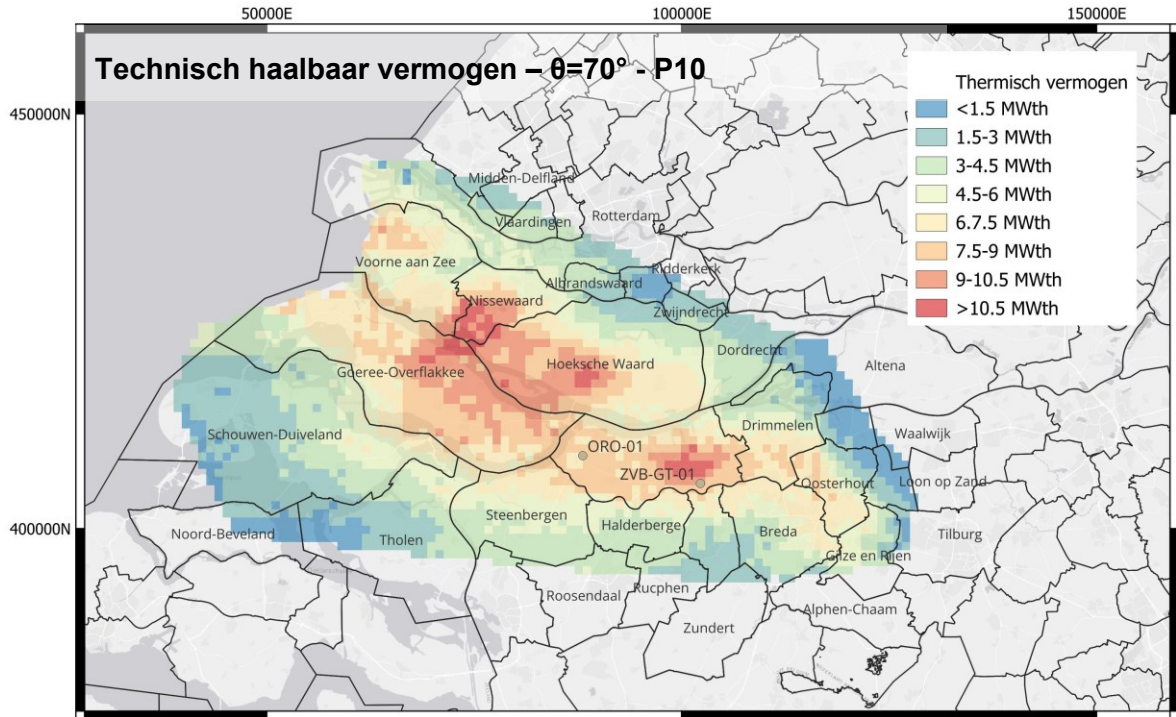 50000E
100000E
150000E
Technisch haalbaar vermogen – θ=70° - P10
Thermisch vermogen
<1.5 MWth
1.5-3 MWth
3-4.5 MWth
4.5-6 MWth
6.7.5 MWth
7.5-9 MWth
9-10.5 MWth
>10.5 MWth
450000N
400000N
Midden-Delfland
Vlaardingen
Rotterdam
Voorne aan Zee
Ridderkerk
Albrandswaard
Nissewaard
Zwijndrecht
Dordrecht
Hoeksche Waard
Altena
Goeree-Overflakkee
Drimmelen
Waalwijk
Schouwen-Duiveland
ORO-01
ZVB-GT-01
Oosterhout
Loon op Zand
Steenbergen
Halderberge
Breda
Tilburg
Noord-Beveland
Tholen
Gilze en Rijen
Roosendaal
Rucphen
Alphen-Chaam
Zundert